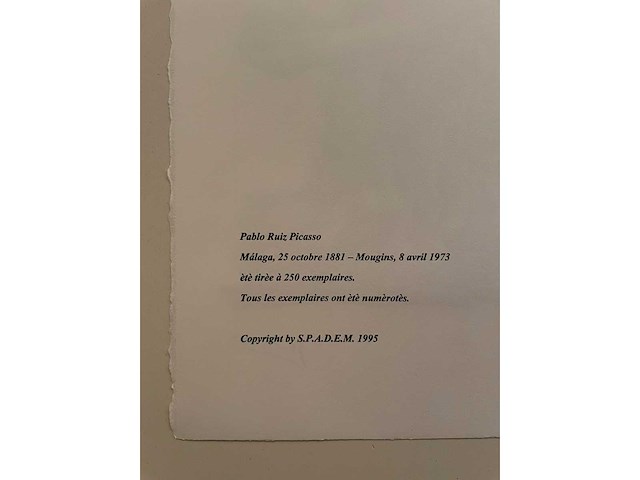 Pablo Ruiz Picasso
Málaga, 25 octobre 1881 – Mougins, 8 avril 1973
ètè tirèe à 250 exemplaires.
Tous les exemplaires ont ètè numèrotès.
Copyright by S.P.A.D.E.M. 1995